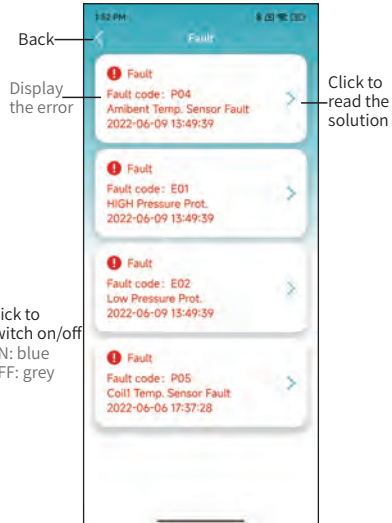 1:52 PM
Back
Fault
Fault
Display
the error
Fault code: P04
Amibent Temp. Sensor Fault
2022-06-09 13:49:39
Click to
read the
solution
Fault
Fault code: E01
HIGH Pressure Prot.
2022-06-09 13:49:39
Fault
Fault code: E02
Low Pressure Prot.
2022-06-09 13:49:39
ick to
witch on/off
N: blue
FF: grey
Fault
Fault code: P05
Coil1 Temp. Sensor Fault
2022-06-06 17:37:28